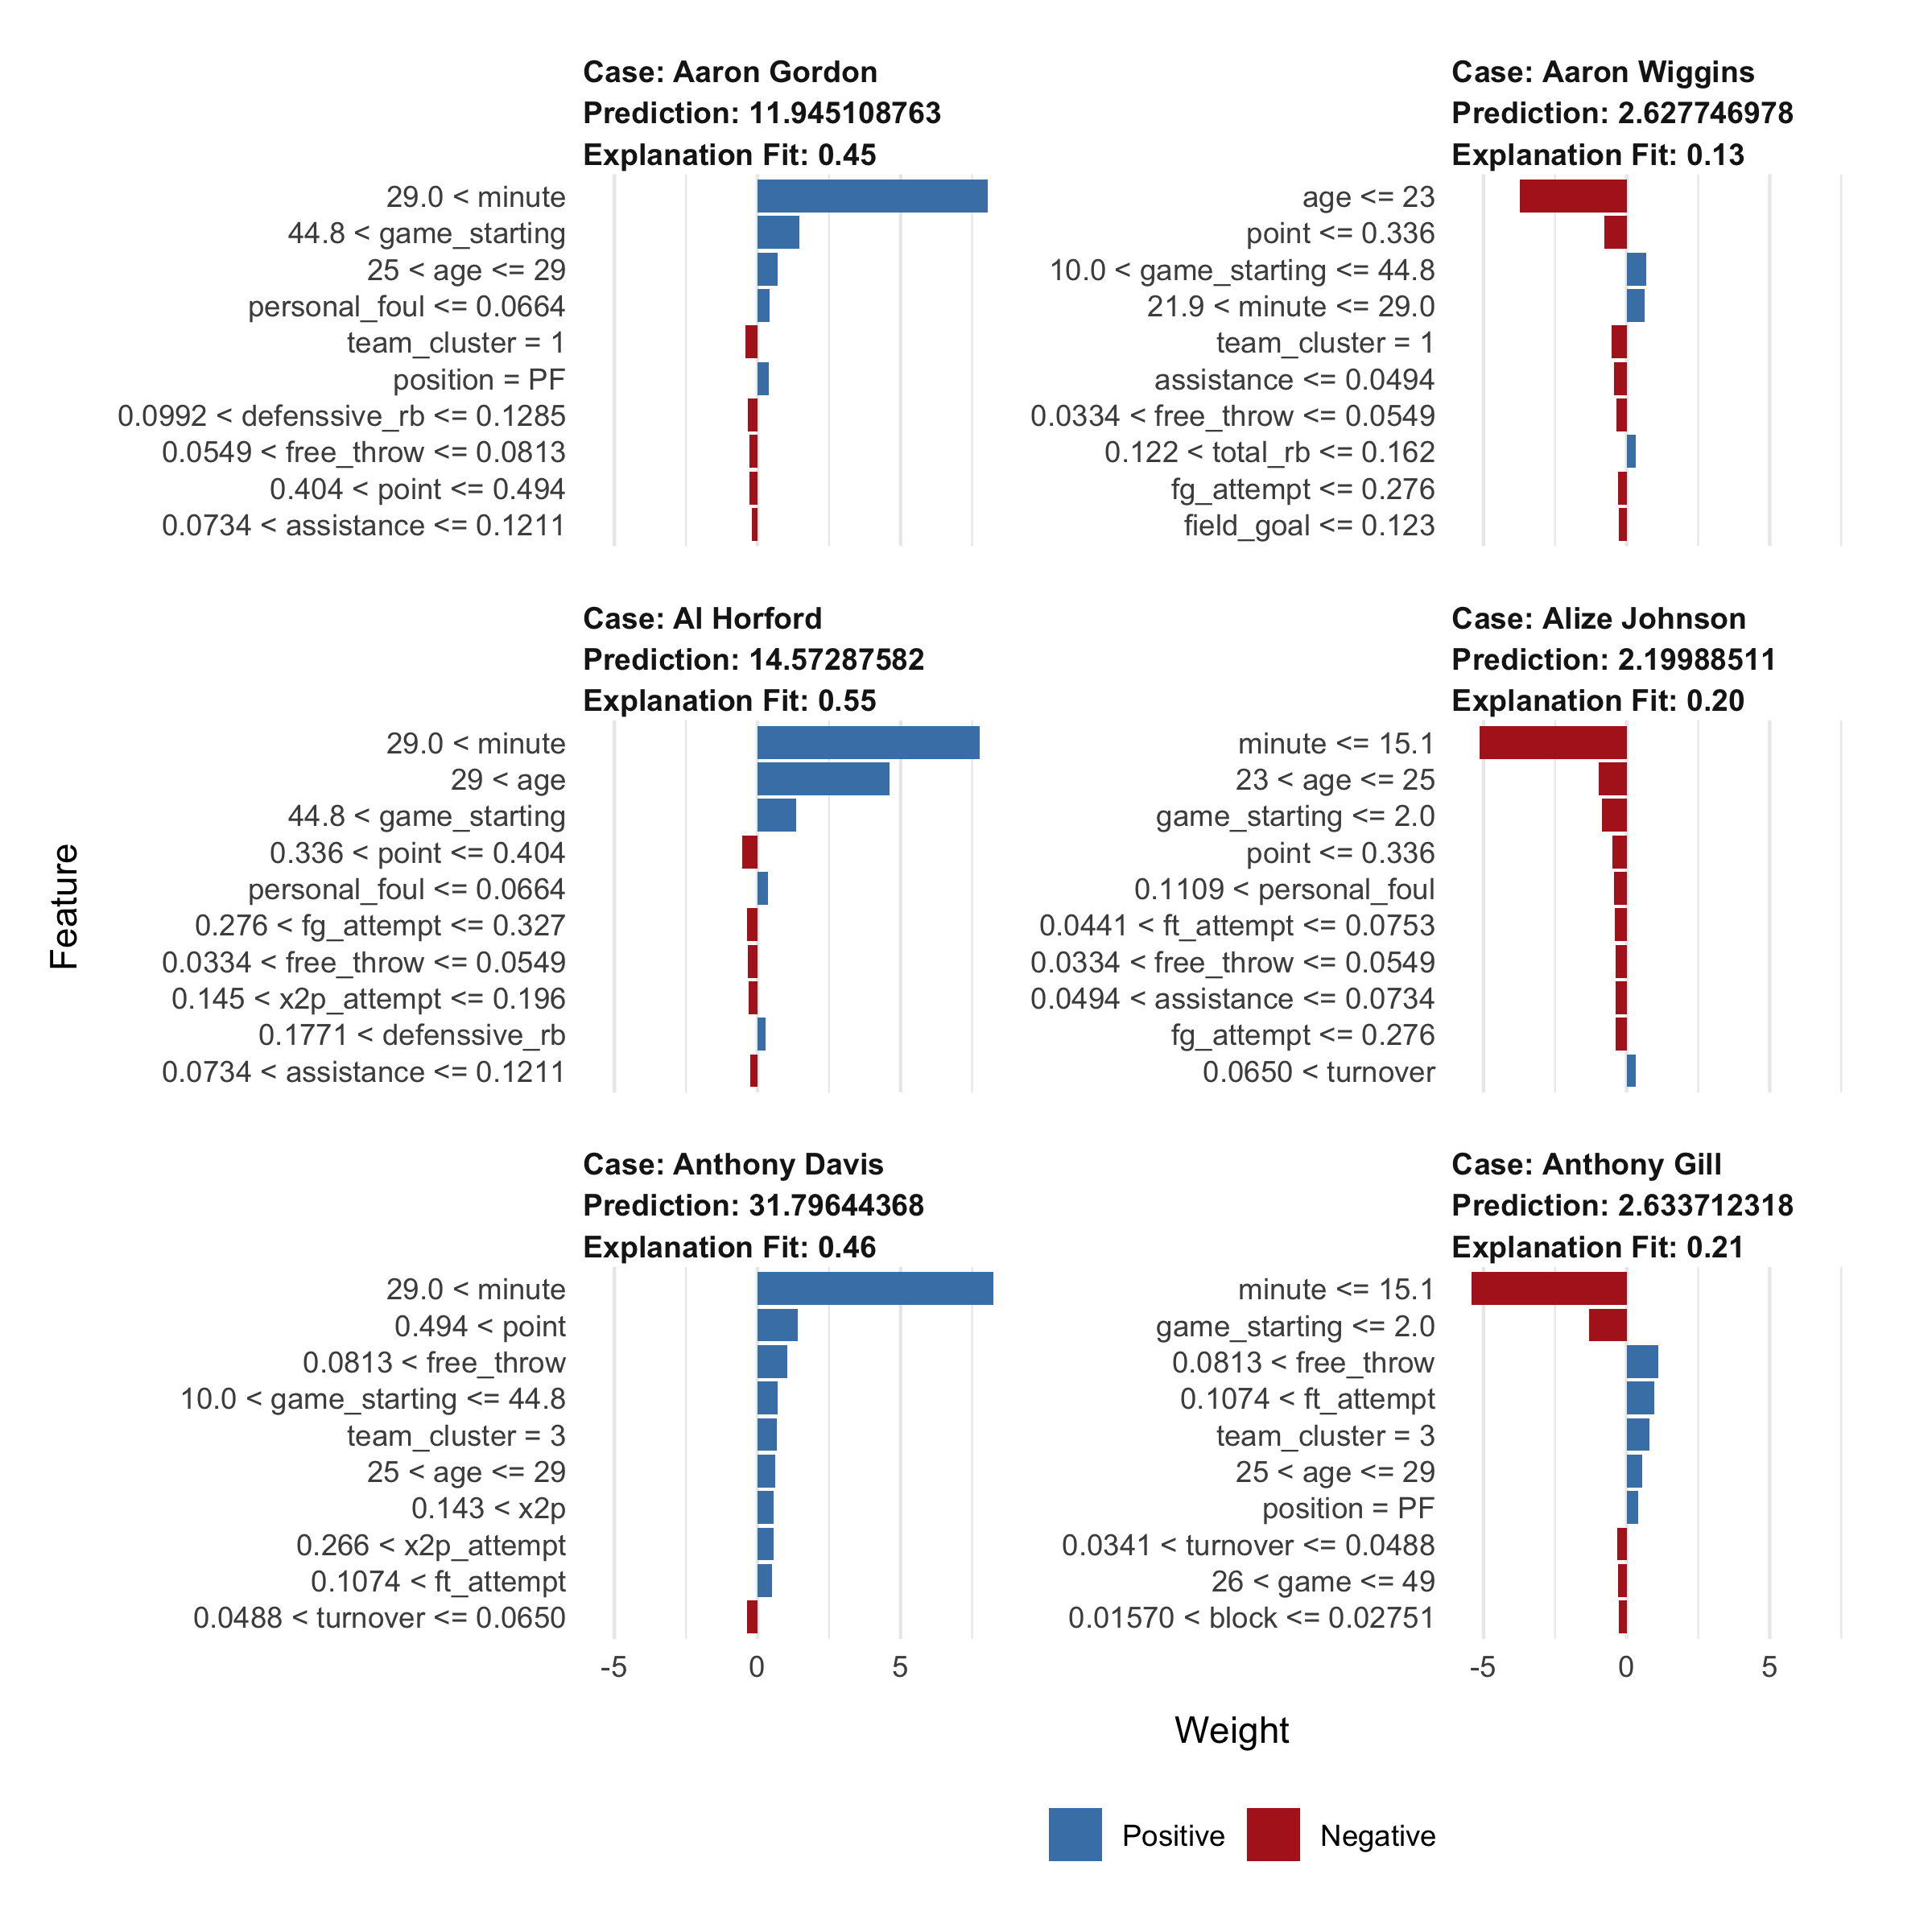 Case: Aaron Gordon
Prediction: 11.945108763
Explanation Fit: 0.45
29.0 < minute
44.8 < game_starting
25 < age <= 29
personal_foul <= 0.0664
team_cluster = 1
position = PF
0.0992 < defenssive_rb <= 0.1285
0.0549 < free_throw <= 0.0813
0.404 < point <= 0.494
0.0734 < assistance <= 0.1211
Case: Aaron Wiggins
Prediction: 2.627746978
Explanation Fit: 0.13
age <= 23
point <= 0.336
10.0 < game_starting <= 44.8
21.9 < minute <= 29.0
team_cluster = 1
assistance <= 0.0494
0.0334 < free_throw <= 0.0549
0.122 < total_rb <= 0.162
fg_attempt <= 0.276
field_goal <= 0.123
Case: Al Horford
Prediction: 14.57287582
Explanation Fit: 0.55
29.0 < minute
29 < age
44.8 < game_starting
0.336 < point <= 0.404
personal_foul <= 0.0664
0.276 < fg_attempt <= 0.327
0.0334 < free_throw <= 0.0549
0.145 < x2p_attempt <= 0.196
0.1771 < defenssive_rb
0.0734 < assistance <= 0.1211
Case: Alize Johnson
Prediction: 2.19988511
Explanation Fit: 0.20
minute <= 15.1
23 < age <= 25
game_starting <= 2.0
point <= 0.336
0.1109 < personal_foul
0.0441 < ft_attempt <= 0.0753
0.0334 < free_throw <= 0.0549
0.0494 < assistance <= 0.0734
fg_attempt <= 0.276
0.0650 < turnover
Case: Anthony Davis
Prediction: 31.79644368
Explanation Fit: 0.46
29.0 < minute
0.494 < point
0.0813 < free_throw
10.0 < game_starting <= 44.8
team_cluster = 3
25 < age <= 29
0.143 < x2p
0.266 < x2p_attempt
0.1074 < ft_attempt
0.0488 < turnover <= 0.0650
-5 0 5
Case: Anthony Gill
Prediction: 2.633712318
Explanation Fit: 0.21
minute <= 15.1
game_starting <= 2.0
0.0813 < free_throw
0.1074 < ft_attempt
team_cluster = 3
25 < age <= 29
position = PF
0.0341 < turnover <= 0.0488
26 < game <= 49
0.01570 < block <= 0.02751
-5 0 5
Feature
Weight
Positive
Negative